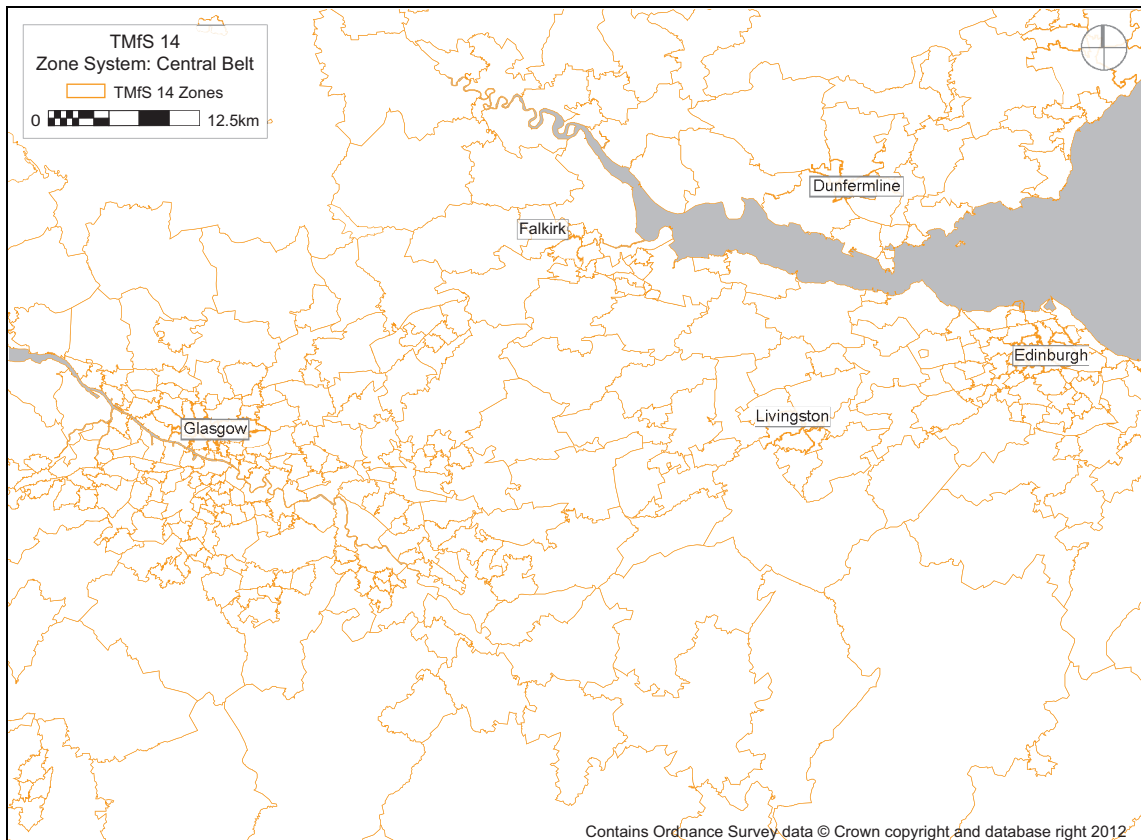 TMfS 14
Zone System: Central Belt
TMfS 14 Zones
0 12.5km
Dunfermline
Falkirk
Edinburgh
Livingston
Glasgow
Contains Ordnance Survey data © Crown copyright and database right 2012